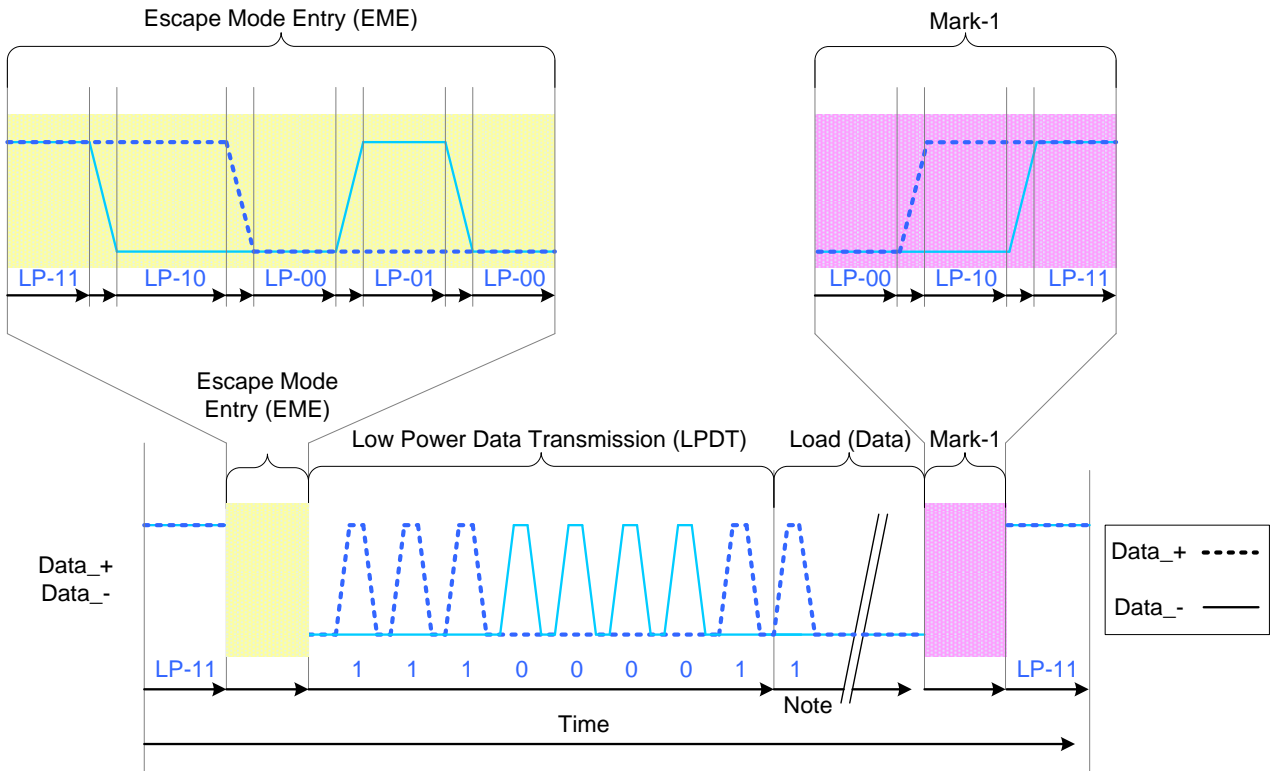 Escape Mode Entry (EME)
Mark-1
LP-11 LP-10 LP-00 LP-01 LP-00
LP-00 LP-10 LP-11
Escape Mode
Entry (EME)
Low Power Data Transmission (LPDT)
Load (Data)
Mark-1
Data_+
Data_-
Data_+
Data_-
LP-11 1 1 1 0 0 0 0 1 1 LP-11
Note
Time